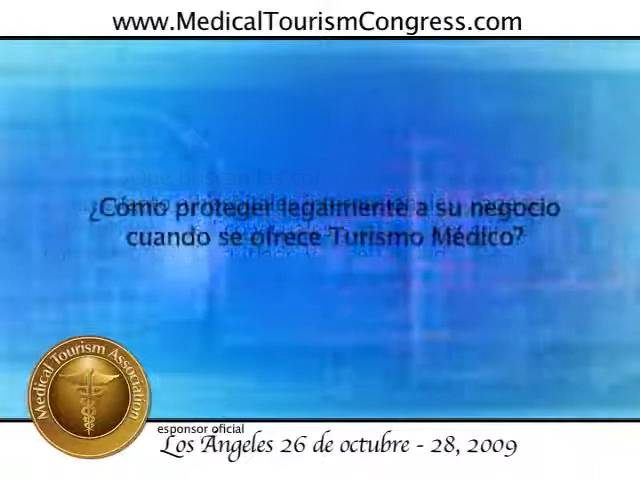 www.MedicalTourismCongress.com
¿Cómo proteger legalmente a su negocio
cuando se ofrece Turismo Médico?
Medical Tourism Association
esponsor oficial
Los Angeles 26 de octubre - 28, 2009